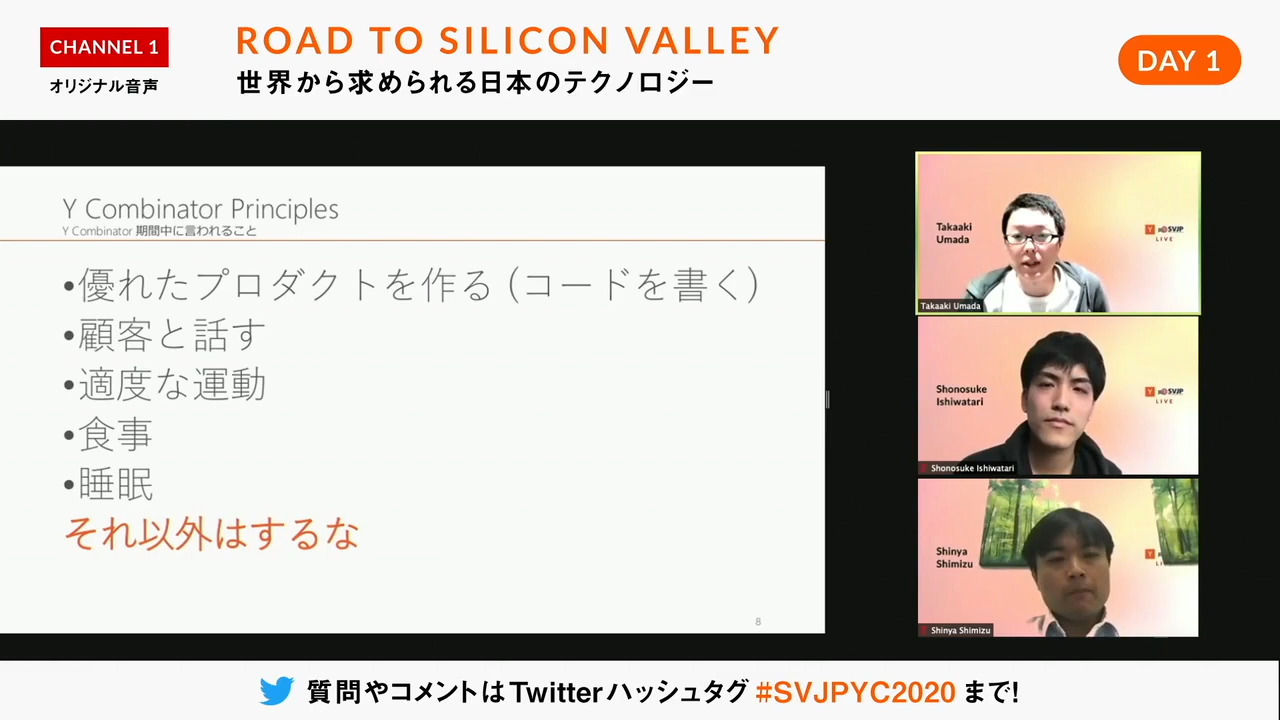 CHANNEL 1
オリジナル音声
ROAD TO SILICON VALLEY
世界から求められる日本のテクノロジー
DAY 1
Y Combinator Principles
Y Combinator 期間中に言われること
•優れたプロダクトを作る (コードを書く)
•顧客と話す
•適度な運動
•食事
•睡眠
それ以外はするな
8
Takaaki
Umada
Y SVJP
LIVE
Takaaki Umada
Shonosuke
Ishiwatari
Y SVJP
LIVE
Shonosuke Ishiwatari
Shinya
Shimizu
Y
Shinya Shimizu
質問やコメントはTwitterハッシュタグ #SVJPYC2020 まで!